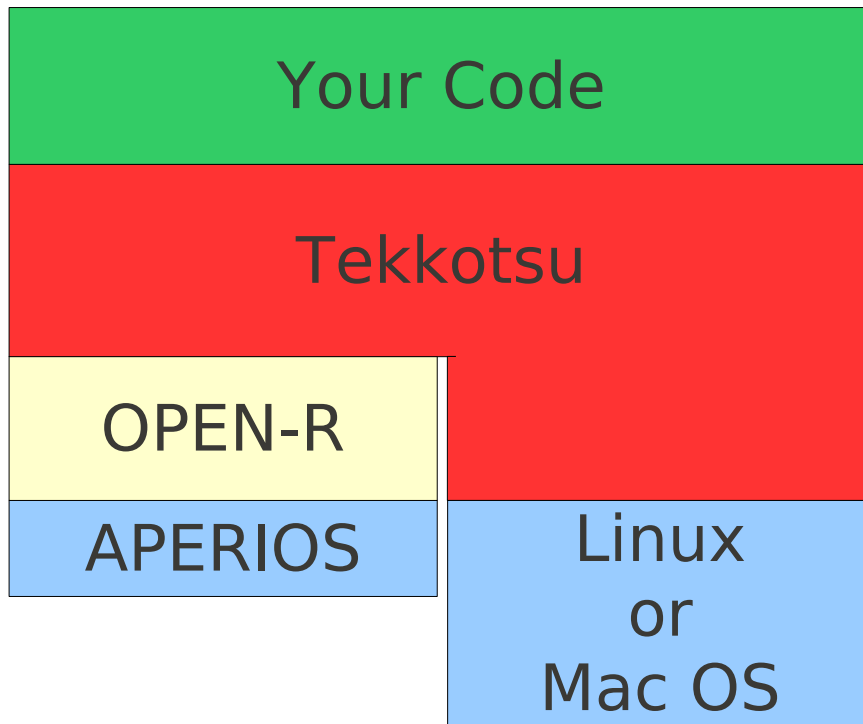 Your Code
Tekkotsu
OPEN-R
APERIOS
Linux
or
Mac OS